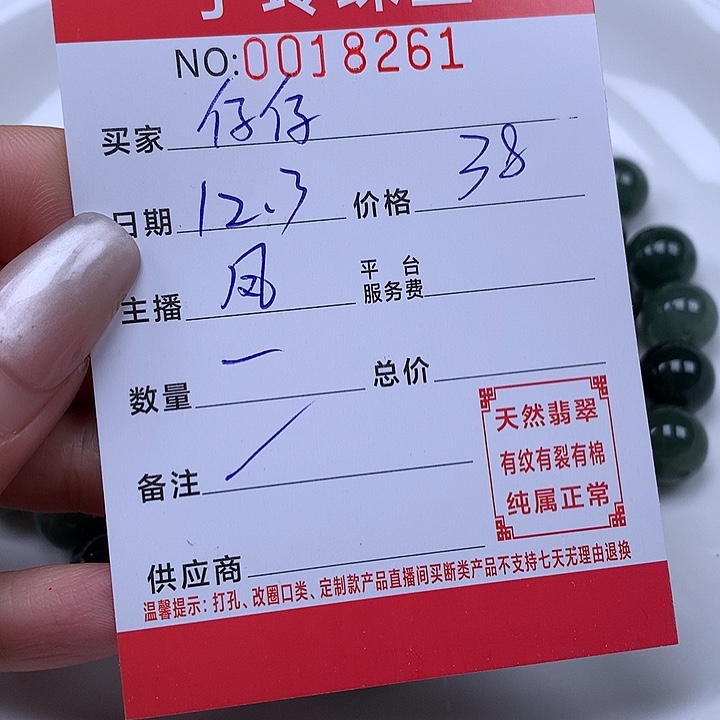 NO:0018261
买家 仔仔
日期 12.3 价格 38
主播 凤 平台服务费
数量 一 总价
备注 /
供应商
天然翡翠
有纹有裂有棉
纯属正常
温馨提示：打孔、改圈口类、定制款产品直播间买断类产品不支持七天无理由退换